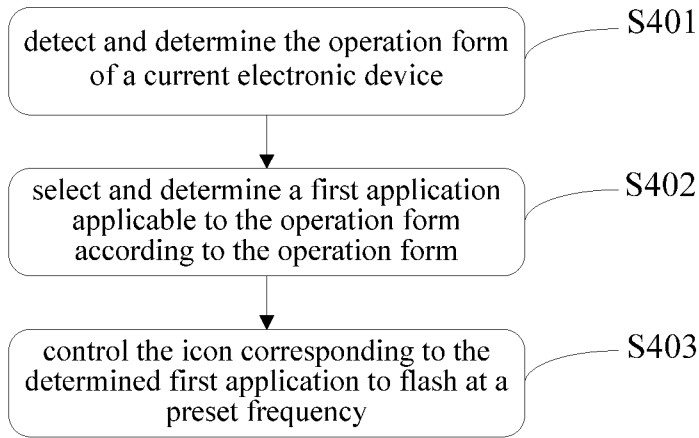 detect and determine the operation form
of a current electronic device
S401
select and determine a first application
applicable to the operation form
according to the operation form
S402
control the icon corresponding to the
determined first application to flash at a
preset frequency
S403